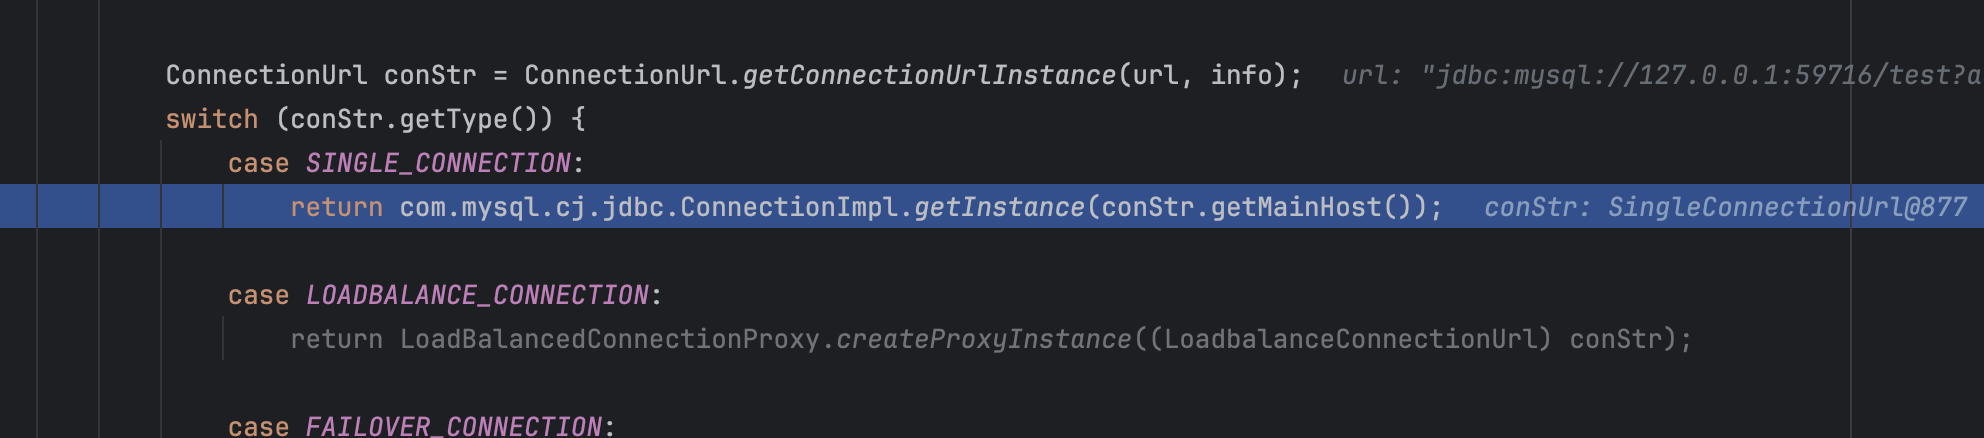 ConnectionUrl conStr = ConnectionUrl.getConnectionUrlInstance(url, info);   url: "jdbc:mysql://127.0.0.1:59716/test?a
switch (conStr.getType()) {
    case SINGLE_CONNECTION:
        return com.mysql.cj.jdbc.ConnectionImpl.getInstance(conStr.getMainHost());   conStr: SingleConnectionUrl@877
    case LOADBALANCE_CONNECTION:
        return LoadBalancedConnectionProxy.createProxyInstance((LoadbalanceConnectionUrl) conStr);
    case FAILOVER_CONNECTION: